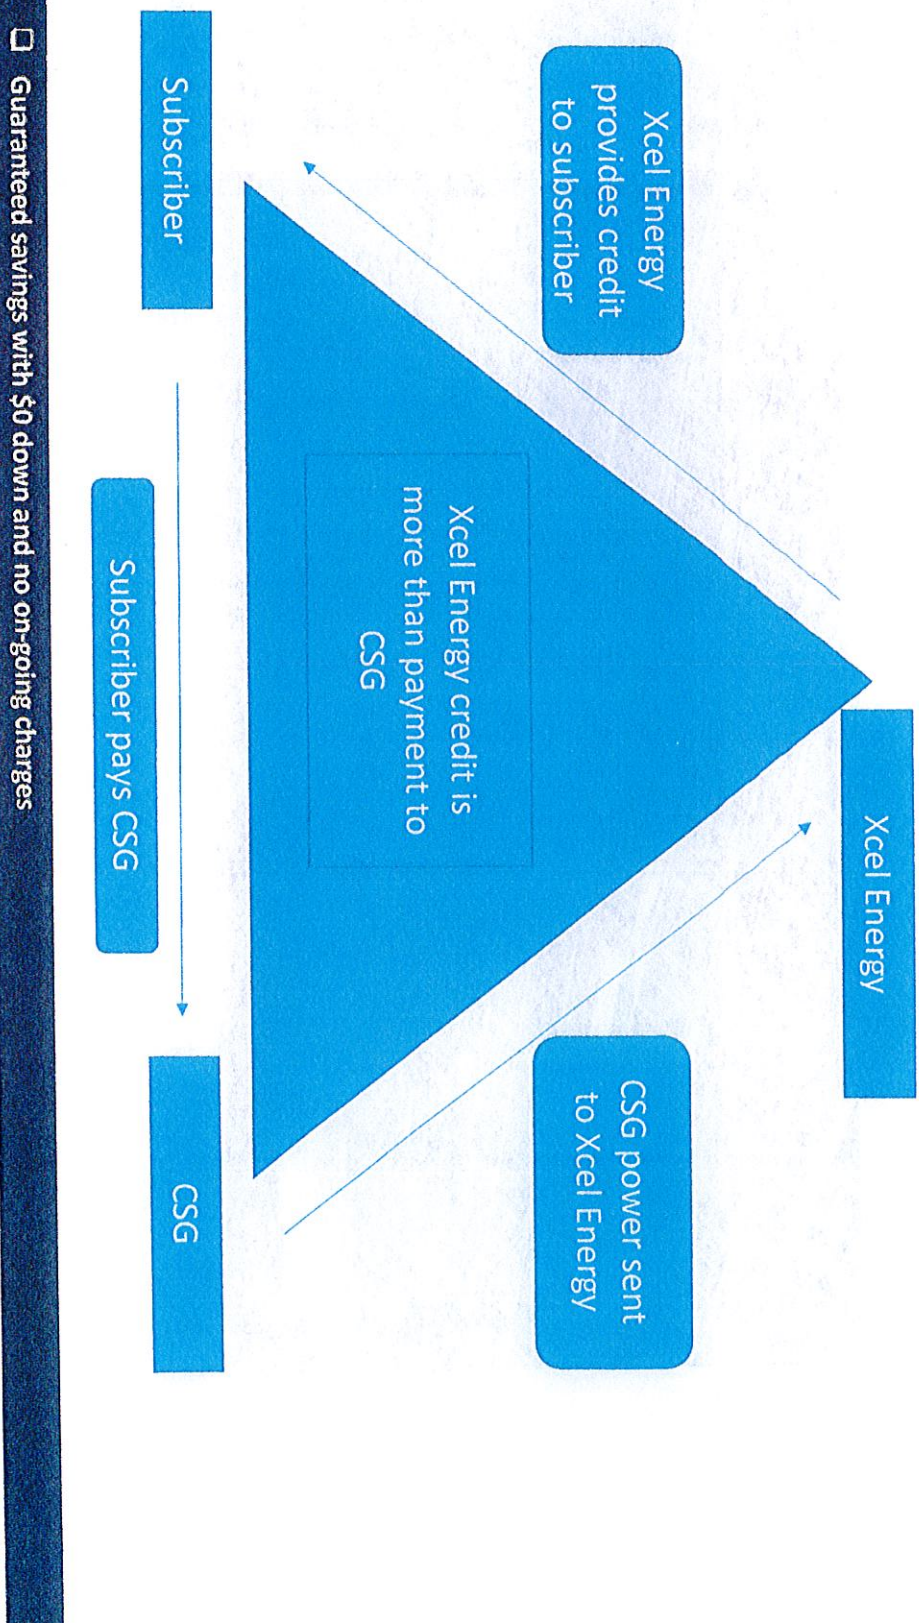 Xcel Energy
Xcel Energy
provides credit
to subscriber
CSG power sent
to Xcel Energy
Xcel Energy credit is
more than payment to
CSG
Subscriber
CSG
Subscriber pays CSG
Guaranteed savings with $0 down and no on-going charges